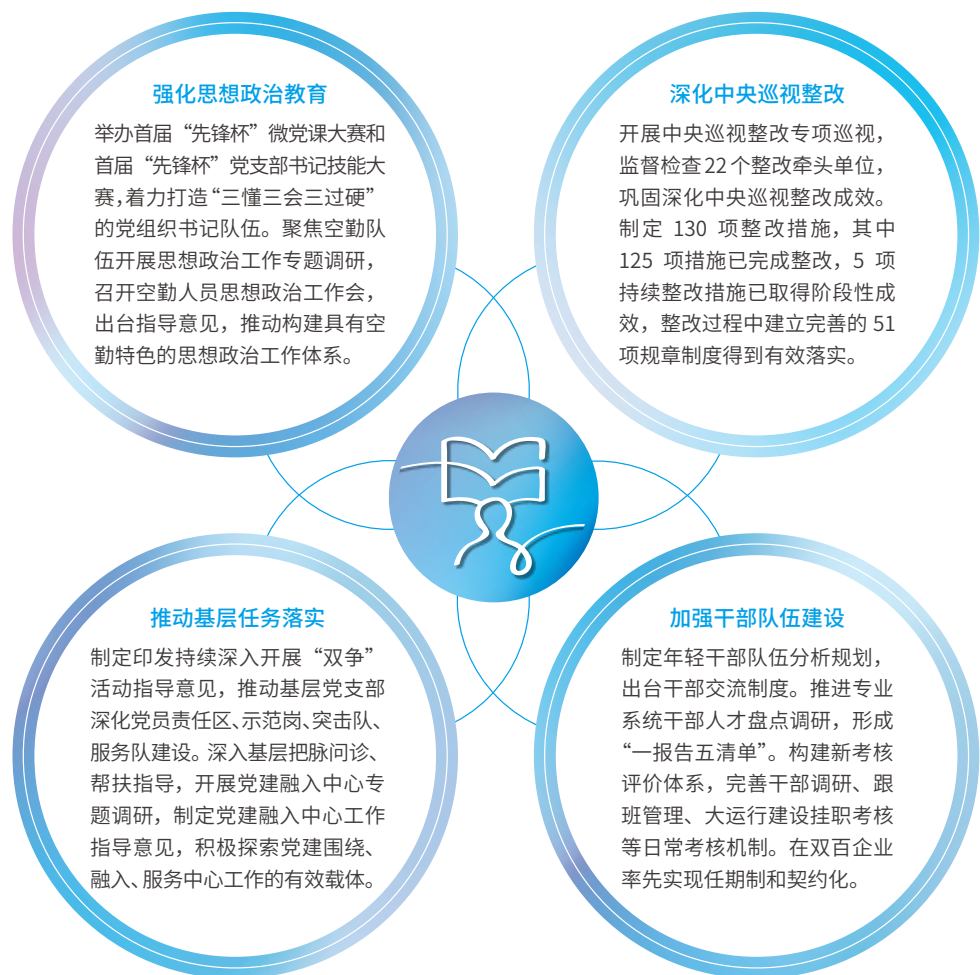 强化思想政治教育
举办首届“先锋杯”微党课大赛和
首届“先锋杯”党支部书记技能大
赛,着力打造“三懂三会三过硬”
的党组织书记队伍。聚焦空勤队
伍开展思想政治工作专题调研，
召开空勤人员思想政治工作会，
出台指导意见，推动构建具有空
勤特色的思想政治工作体系。
深化中央巡视整改
开展中央巡视整改专项巡视，
监督检查22个整改牵头单位，
巩固深化中央巡视整改成效。
制定 130 项整改措施，其中
125 项措施已完成整改，5 项
持续整改措施已取得阶段性成
效，整改过程中建立完善的 51
项规章制度得到有效落实。
推动基层任务落实
制定印发持续深入开展“双争”
活动指导意见，推动基层党支部
深化党员责任区、示范岗、突击队、
服务队建设。深入基层把脉问诊、
帮扶指导，开展党建融入中心专
题调研，制定党建融入中心工作
指导意见，积极探索党建围绕、
融入、服务中心工作的有效载体。
加强干部队伍建设
制定年轻干部队伍分析规划，
出台干部交流制度。推进专业
系统干部人才盘点调研，形成
“一报告五清单”。构建新考核
评价体系，完善干部调研、跟
班管理、大运行建设挂职考核
等日常考核机制。在双百企业
率先实现任期制和契约化。